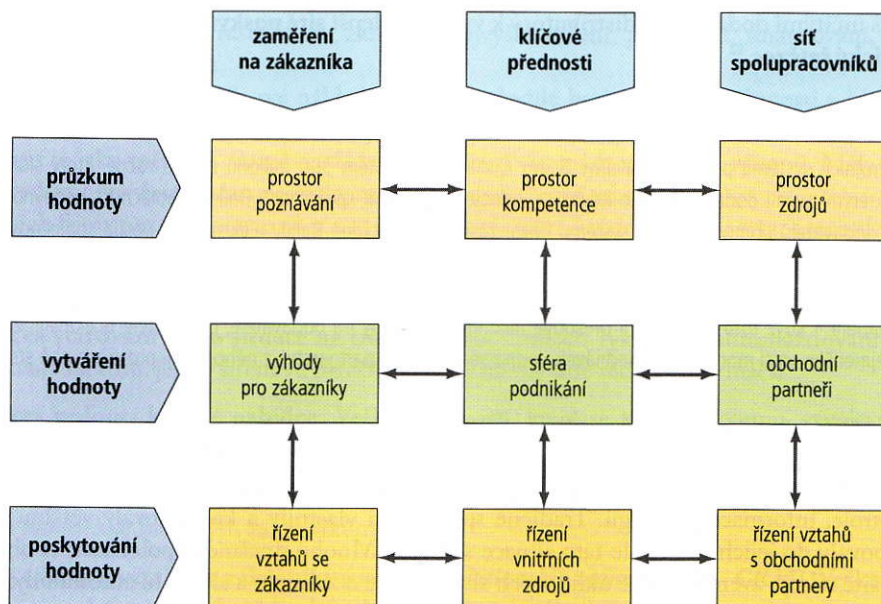 zaměření
na zákazníka
klíčové
přednosti
síť
spolupracovníků
průzkum
hodnoty
prostor
poznávání
prostor
kompetence
prostor
zdrojů
vytváření
hodnoty
výhody
pro zákazníky
sféra
podnikání
obchodní
partneři
poskytování
hodnoty
řízení
vztahů se
zákazníky
řízení
vnitřních
zdrojů
řízení vztahů
s obchodními
partnery